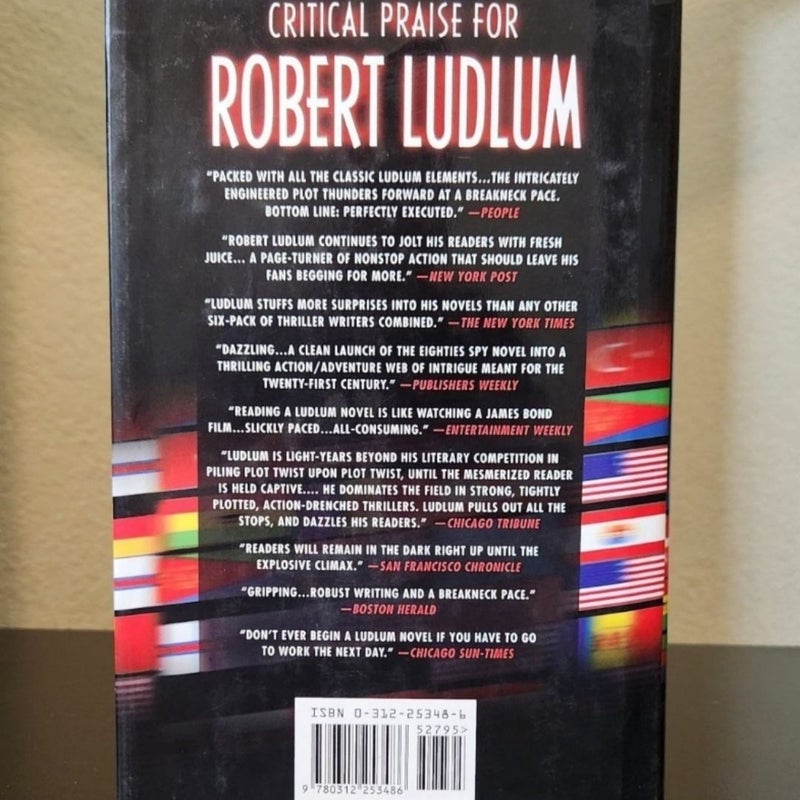 CRITICAL PRAISE FOR
ROBERT LUDLUM
"PACKED WITH ALL THE CLASSIC LUDLUM ELEMENTS...THE INTRICATELY
ENGINEERED PLOT THUNDERS FORWARD AT A BREAKNECK PACE.
BOTTOM LINE: PERFECTLY EXECUTED." —PEOPLE
"ROBERT LUDLUM CONTINUES TO JOLT HIS READERS WITH FRESH
JUICE... A PAGE-TURNER OF NONSTOP ACTION THAT SHOULD LEAVE HIS
FANS BEGGING FOR MORE." —NEW YORK POST
"LUDLUM STUFFS MORE SURPRISES INTO HIS NOVELS THAN ANY OTHER
SIX-PACK OF THRILLER WRITERS COMBINED." —THE NEW YORK TIMES
"DAZZLING...A CLEAN LAUNCH OF THE EIGHTIES SPY NOVEL INTO A
THRILLING ACTION/ADVENTURE WEB OF INTRIGUE MEANT FOR THE
TWENTY-FIRST CENTURY." —PUBLISHERS WEEKLY
"READING A LUDLUM NOVEL IS LIKE WATCHING A JAMES BOND
FILM...SLICKLY PACED...ALL-CONSUMING." —ENTERTAINMENT WEEKLY
"LUDLUM IS LIGHT-YEARS BEYOND HIS LITERARY COMPETITION IN
PILING PLOT TWIST UPON PLOT TWIST, UNTIL THE MESMERIZED READER
IS HELD CAPTIVE.... HE DOMINATES THE FIELD IN STRONG, TIGHTLY
PLOTTED, ACTION-DRENCHED THRILLERS. LUDLUM PULLS OUT ALL THE
STOPS, AND DAZZLES HIS READERS." —CHICAGO TRIBUNE
"READERS WILL REMAIN IN THE DARK RIGHT UP UNTIL THE
EXPLOSIVE CLIMAX." —SAN FRANCISCO CHRONICLE
"GRIPPING...ROBUST WRITING AND A BREAKNECK PACE."
—BOSTON HERALD
"DON'T EVER BEGIN A LUDLUM NOVEL IF YOU HAVE TO GO
TO WORK THE NEXT DAY." —CHICAGO SUN-TIMES
ISBN 0-312-25348-6
52795>
9 780312 253486